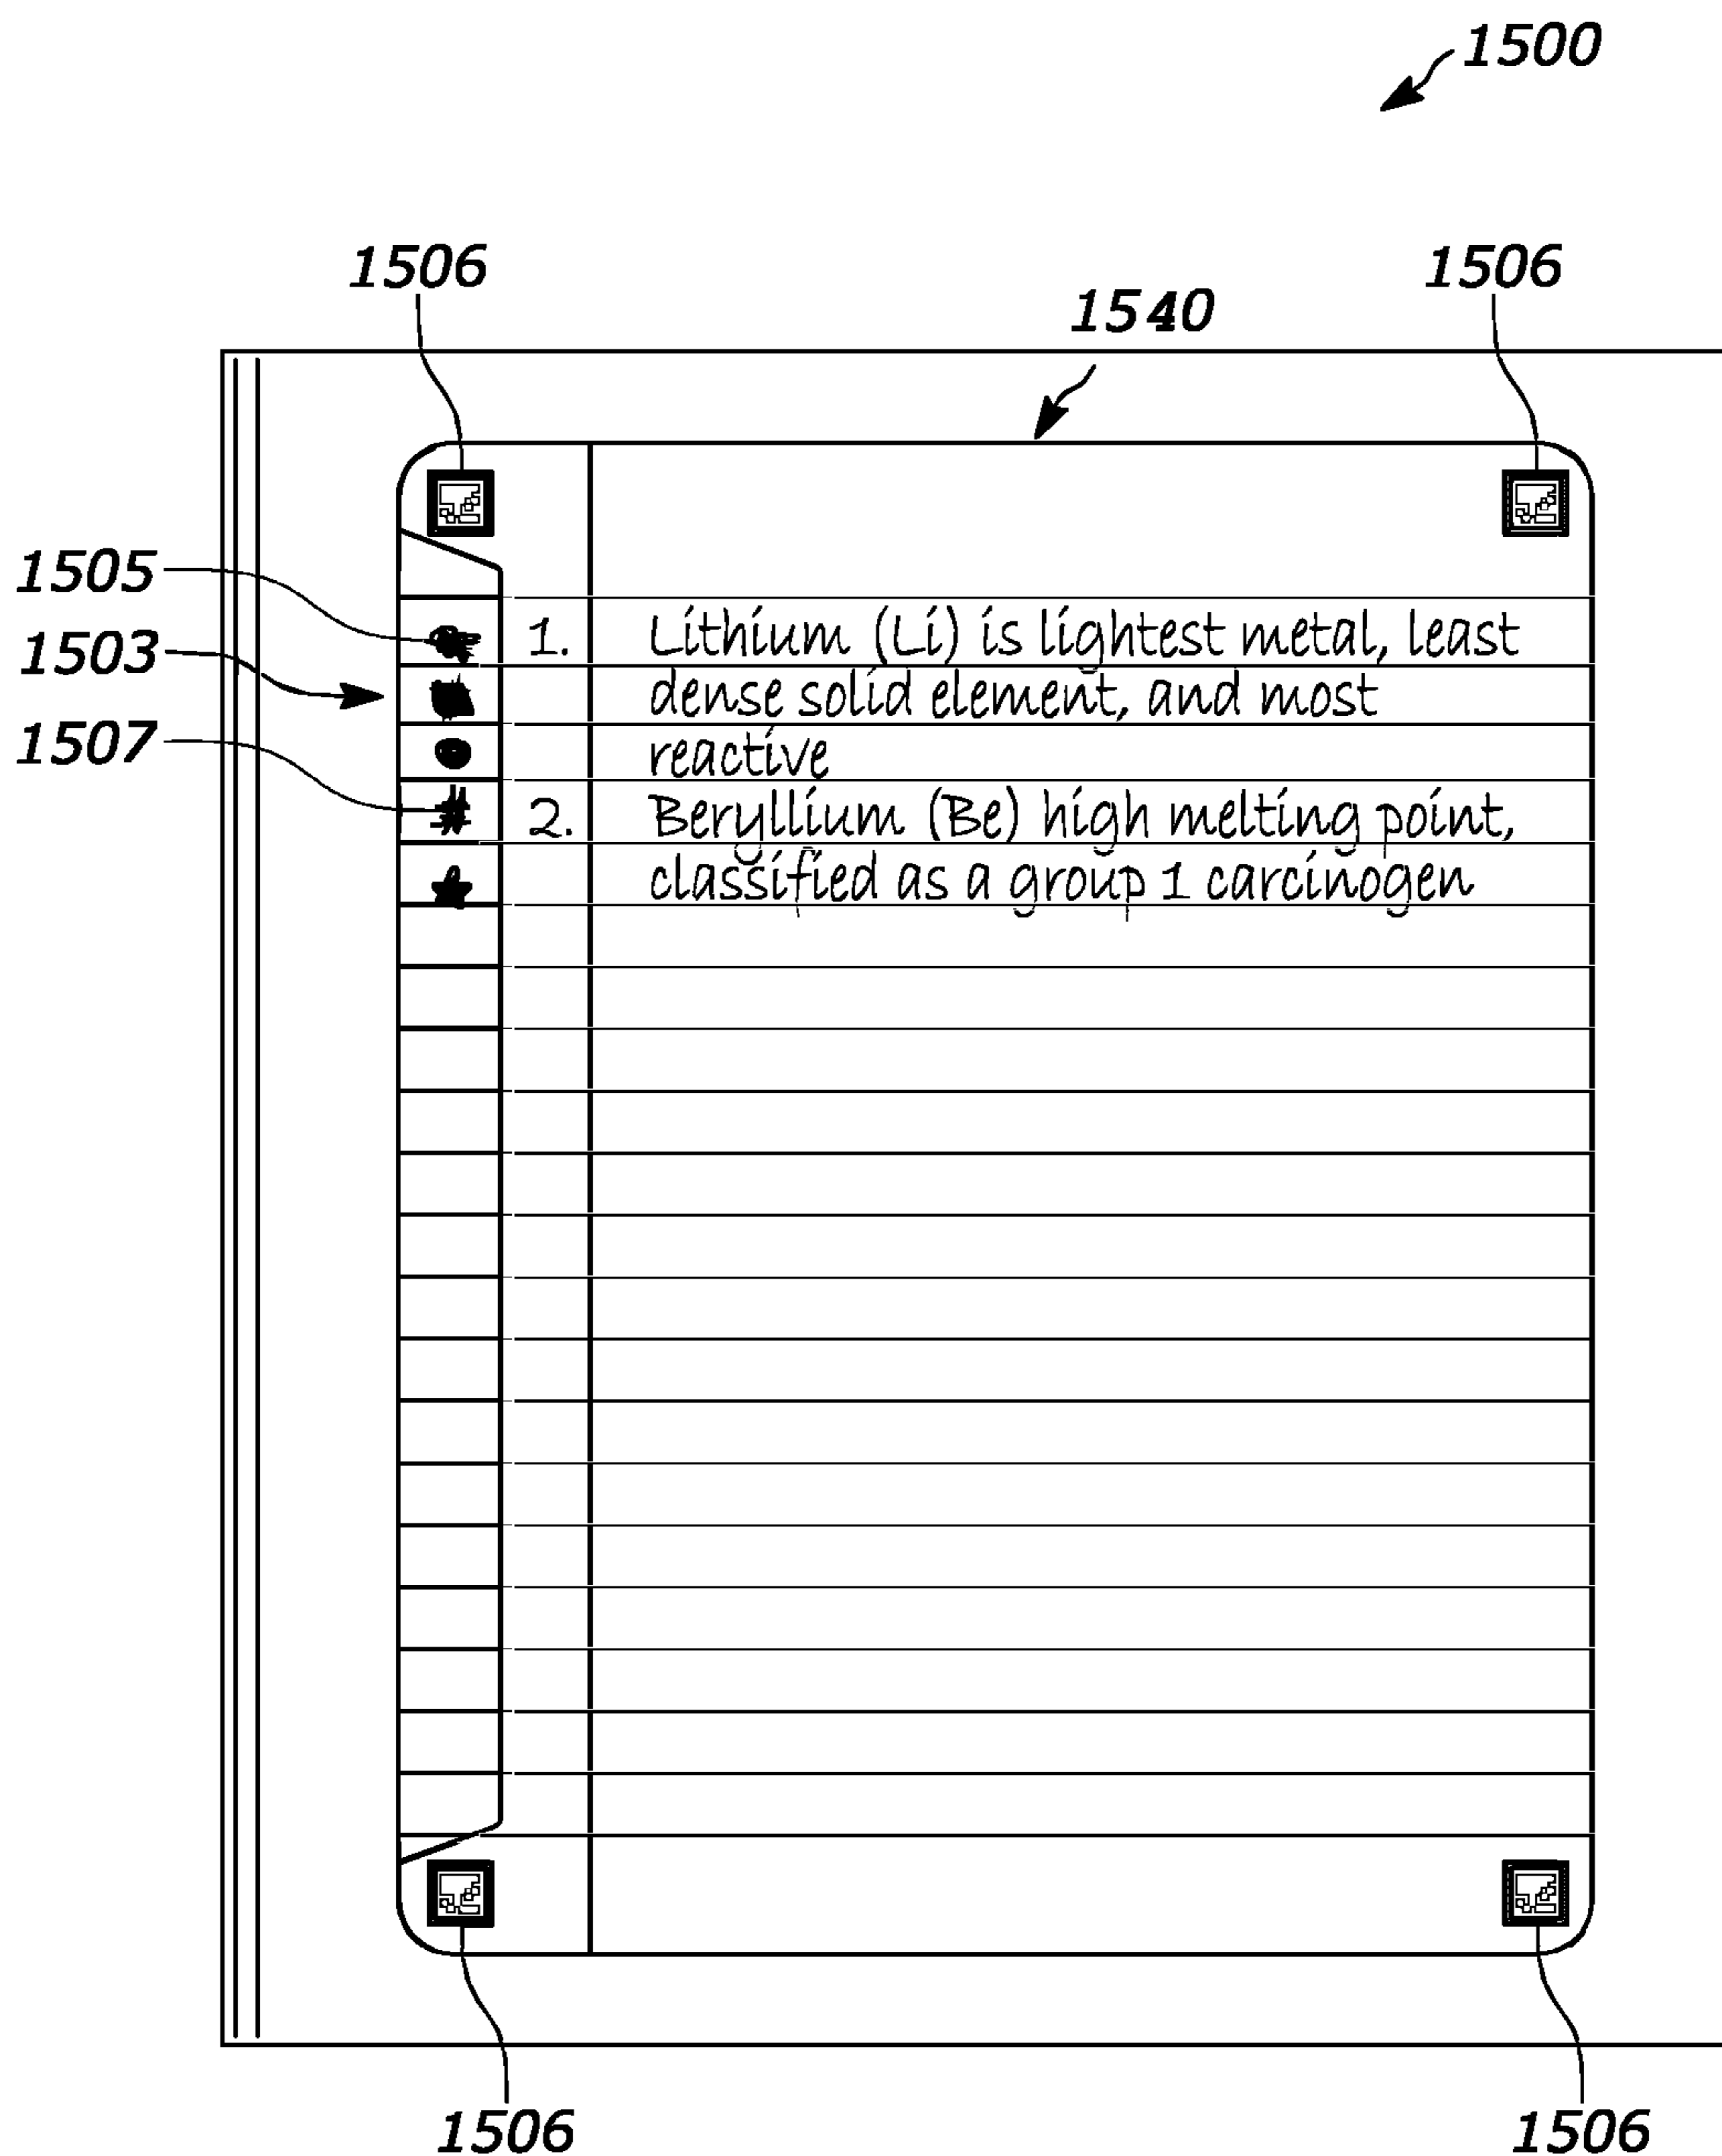 1500
1506
1506
1540
1505
1503
1507
1. Lithium (Li) is lightest metal, least
dense solid element, and most
reactive
# 2. Beryllium (Be) high melting point,
classified as a group 1 carcinogen
1506
1506